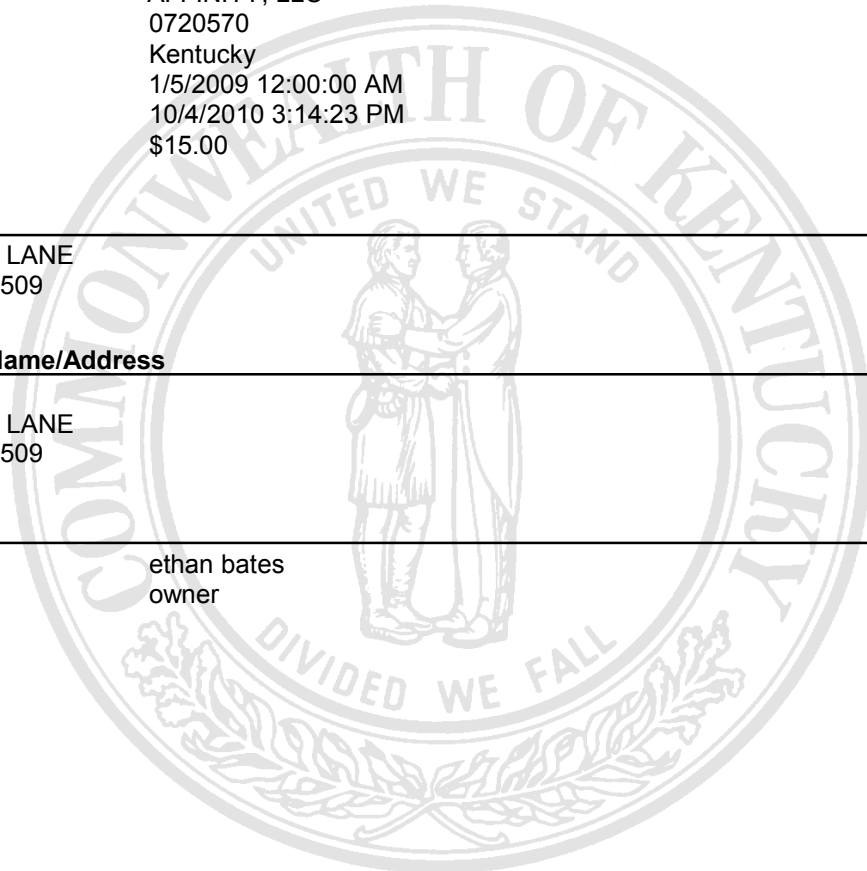 0720570
Kentucky
1/5/2009 12:00:00 AM
10/4/2010 3:14:23 PM
$15.00
LANE
509
Name/Address
LANE
509
ethan bates
owner
COMMONWEALTH OF KENTUCKY
UNITED WE STAND
DIVIDED WE FALL